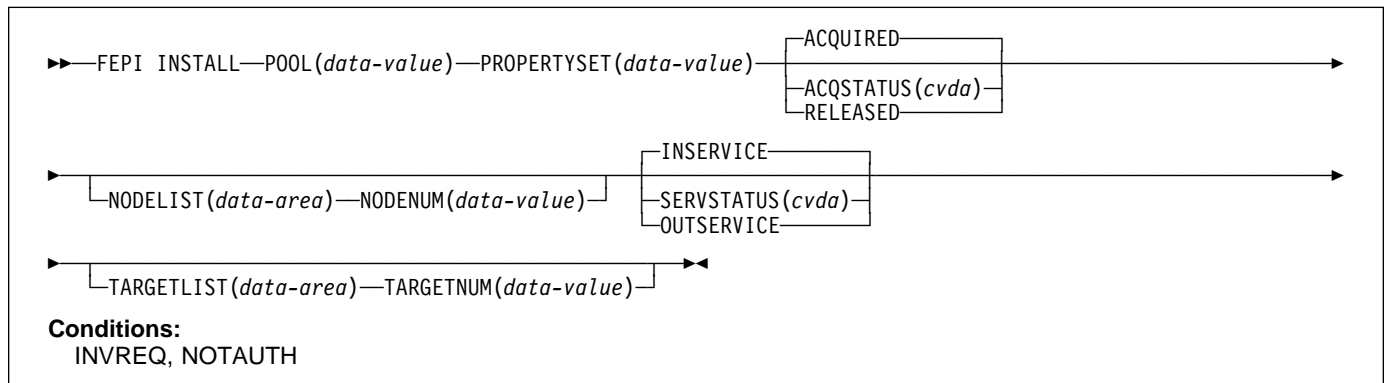 ACQUIRED
FEPI INSTALL POOL(data-value) PROPERTYSET(data-value)
ACQSTATUS(cvda)
RELEASED
INSERVICE
NODELIST(data-area) NODENUM(data-value)
SERVSTATUS(cvda)
OUTSERVICE
TARGETLIST(data-area) TARGETNUM(data-value)
Conditions:
INVREQ, NOTAUTH